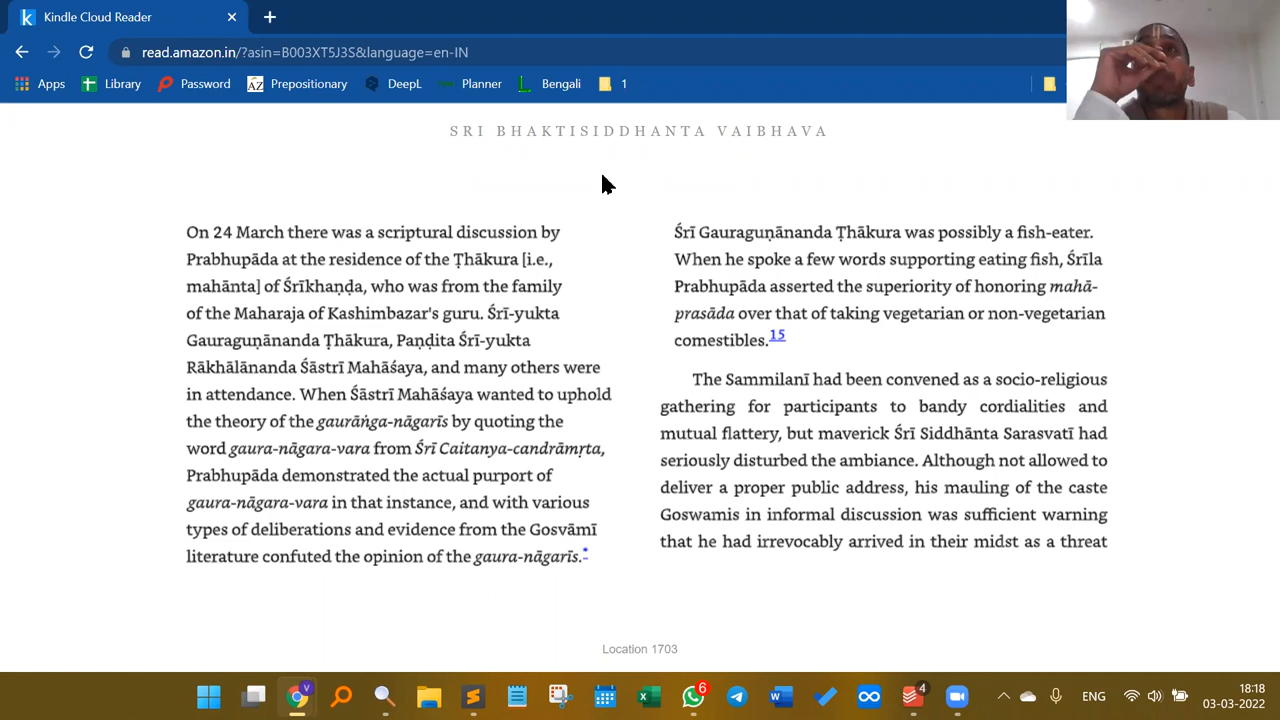 Kindle Cloud Reader
read.amazon.in/?asin=B003XT5J3S&language=en-IN
Apps Library Password Prepositionary DeepL Planner Bengali 1
SRI BHAKTISIDDHANTA VAIBHAVA
On 24 March there was a scriptural discussion by
Prabhupāda at the residence of the Ṭhākura [i.e.,
mahānta] of Śrīkhaṇḍa, who was from the family
of the Maharaja of Kashimbazar's guru. Śrī-yukta
Gauraguṇānanda Ṭhākura, Paṇḍita Śrī-yukta
Rākhālānanda Śāstrī Mahāśaya, and many others were
in attendance. When Śāstrī Mahāśaya wanted to uphold
the theory of the gaurāṅga-nāgarīs by quoting the
word gaura-nāgara-vara from Śrī Caitanya-candrāmṛta,
Prabhupāda demonstrated the actual purport of
gaura-nāgara-vara in that instance, and with various
types of deliberations and evidence from the Gosvāmī
literature confuted the opinion of the gaura-nāgarīs.*
Śrī Gauraguṇānanda Ṭhākura was possibly a fish-eater.
When he spoke a few words supporting eating fish, Śrīla
Prabhupāda asserted the superiority of honoring mahā-
prasāda over that of taking vegetarian or non-vegetarian
comestibles.15
The Sammilanī had been convened as a socio-religious
gathering for participants to bandy cordialities and
mutual flattery, but maverick Śrī Siddhānta Sarasvatī had
seriously disturbed the ambiance. Although not allowed to
deliver a proper public address, his mauling of the caste
Goswamis in informal discussion was sufficient warning
that he had irrevocably arrived in their midst as a threat
Location 1703
6 4 ENG 18:18
03-03-2022